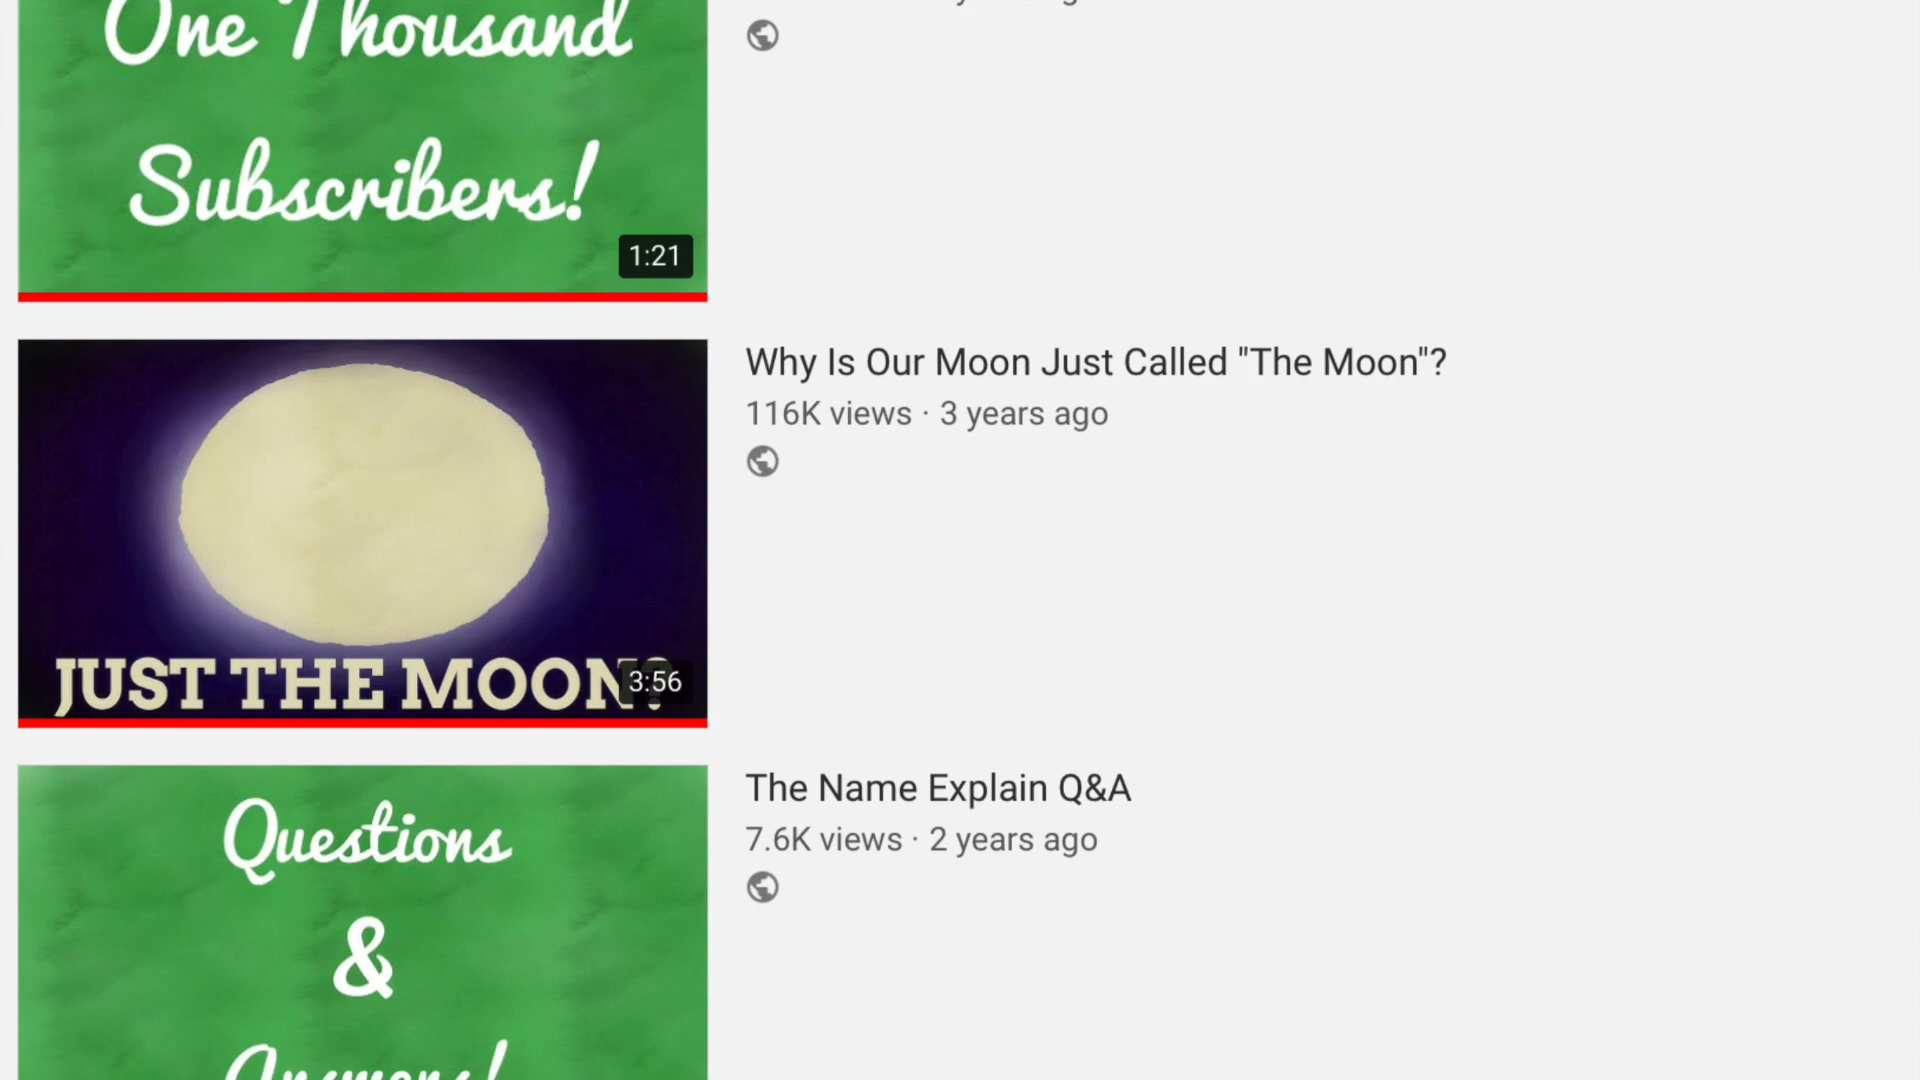 One Thousand
Subscribers!
1:21
Why Is Our Moon Just Called "The Moon"?
116K views · 3 years ago
JUST THE MOON?
3:56
The Name Explain Q&A
7.6K views · 2 years ago
Questions
&
Answers!